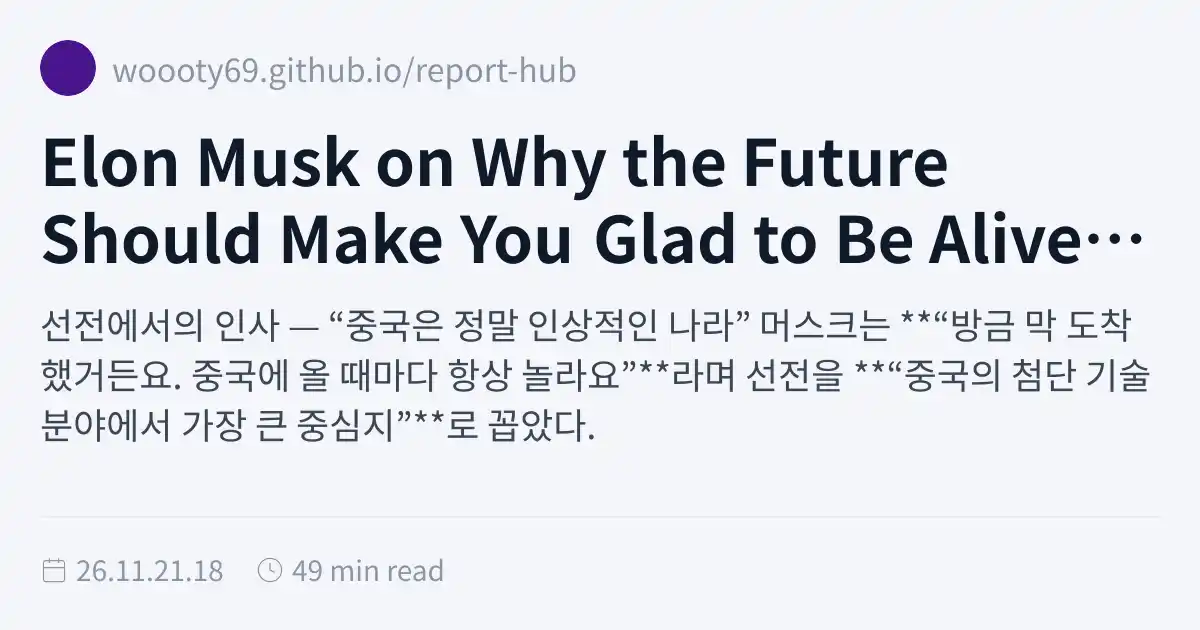 woooty69.github.io/report-hub
Elon Musk on Why the Future
Should Make You Glad to Be Alive…
선전에서의 인사 — “중국은 정말 인상적인 나라” 머스크는 **“방금 막 도착
했거든요. 중국에 올 때마다 항상 놀라요”**라며 선전을 **“중국의 첨단 기술
분야에서 가장 큰 중심지”**로 꼽았다.
26.11.21.18
49 min read